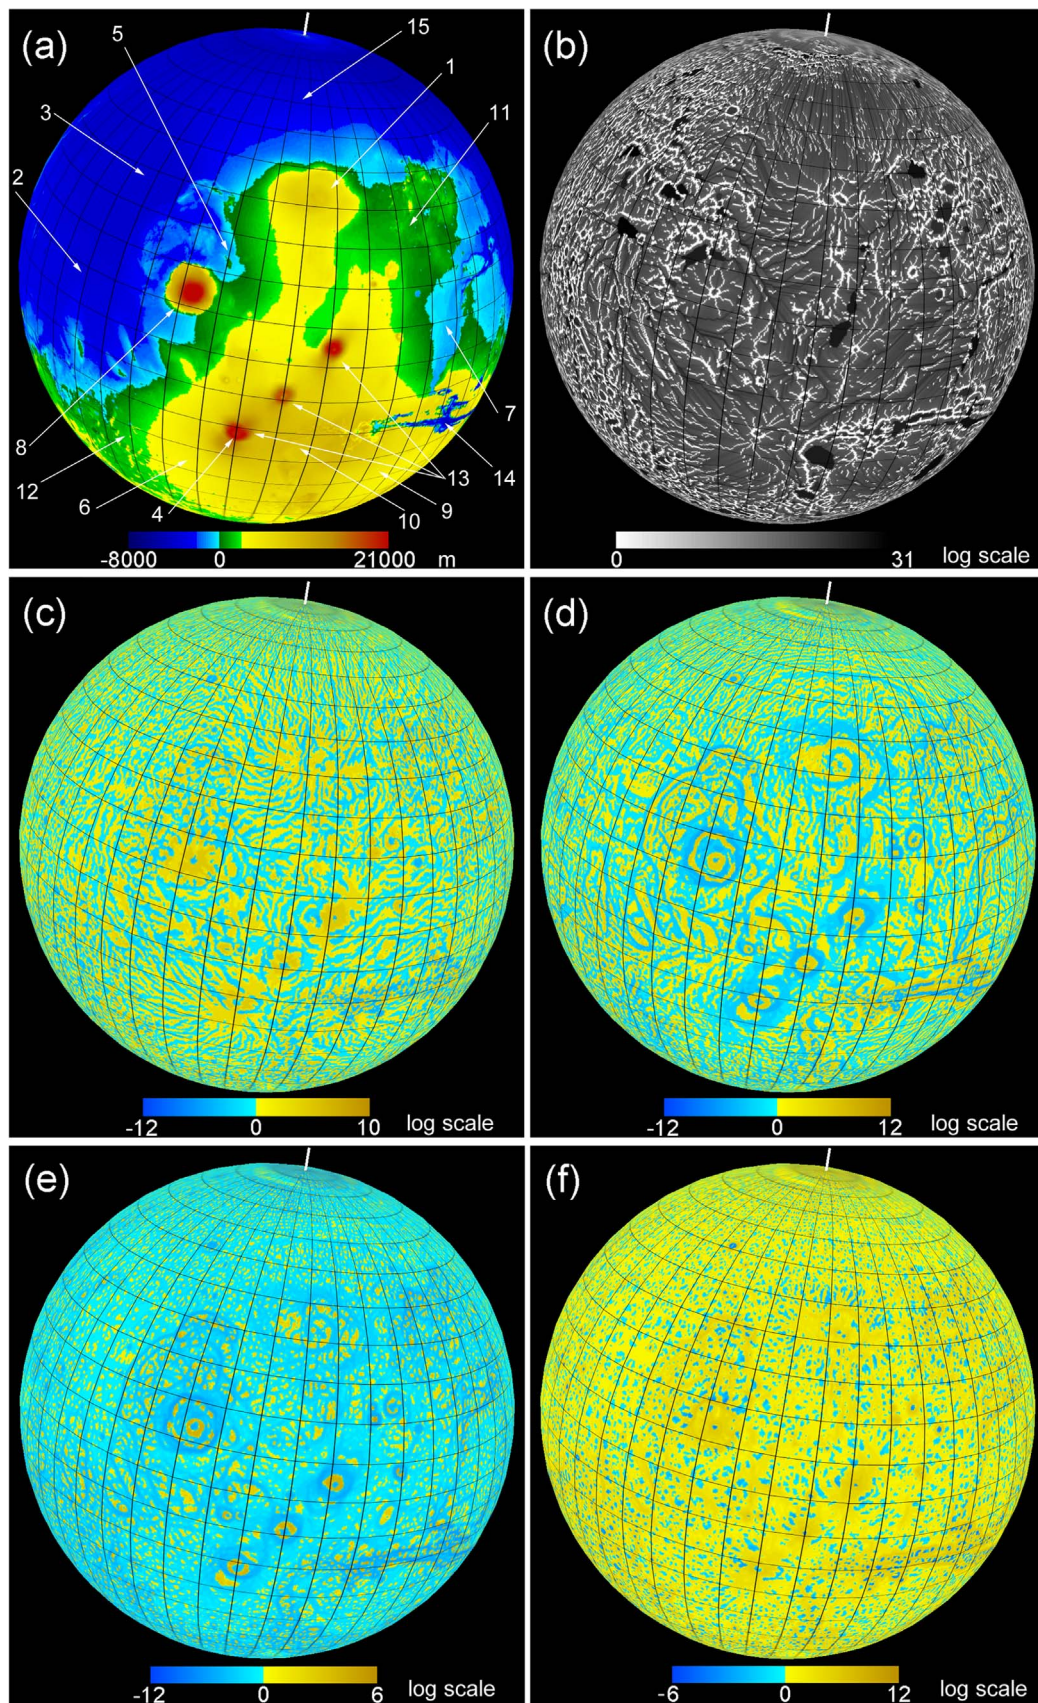 (a)
5
15
1
3
11
2
8
7
12
6
4
10
9
13
14
-8000 0 21000 m
(b)
0 31 log scale
(c)
-12 0 10 log scale
(d)
-12 0 12 log scale
(e)
-12 0 6 log scale
(f)
-6 0 12 log scale